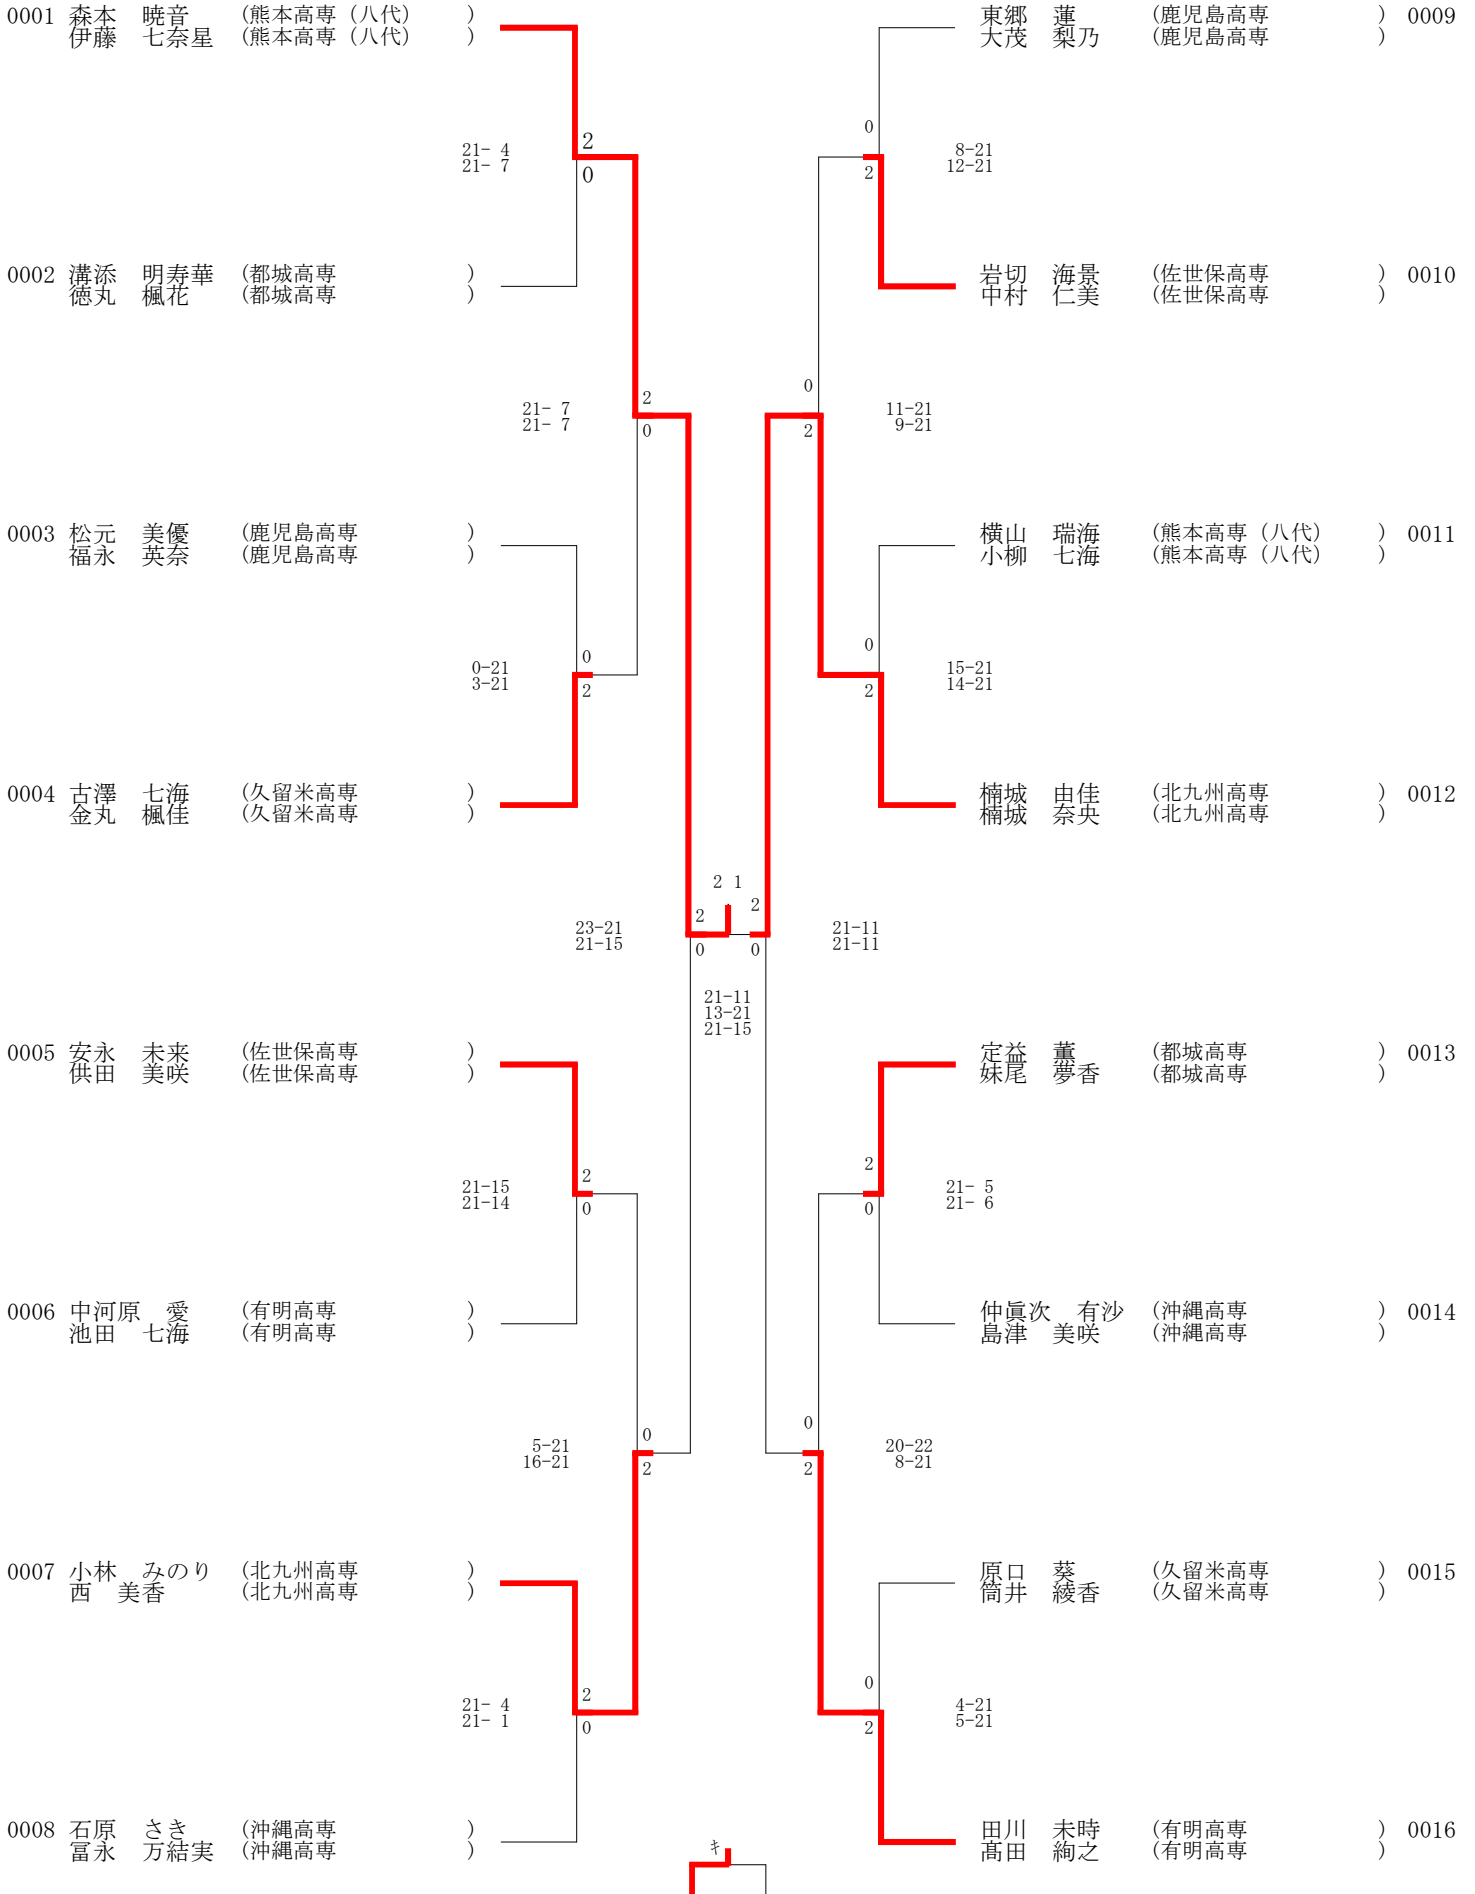 0001 森本　暁音 (熊本高専（八代） )
伊藤　七奈星 (熊本高専（八代） )
21- 4
21- 7
2
0
0002 溝添　明寿華 (都城高専 )
徳丸　楓花 (都城高専 )
21- 7
21- 7
2
0
0003 松元　美優 (鹿児島高専 )
福永　英奈 (鹿児島高専 )
0-21
3-21
0
2
0004 古澤　七海 (久留米高専 )
金丸　楓佳 (久留米高専 )
23-21
21-15
2
0
0005 安永　未来 (佐世保高専 )
供田　美咲 (佐世保高専 )
21-15
21-14
2
0
0006 中河原　愛 (有明高専 )
池田　七海 (有明高専 )
5-21
16-21
0
2
0007 小林　みのり (北九州高専 )
西　美香 (北九州高専 )
21- 4
21- 1
2
0
0008 石原　さき (沖縄高専 )
冨永　万結実 (沖縄高専 )
2 1
21-11
13-21
21-15
キ
東郷　蓮 (鹿児島高専 ) 0009
大茂　梨乃 (鹿児島高専 )
0
2
8-21
12-21
岩切　海景 (佐世保高専 ) 0010
中村　仁美 (佐世保高専 )
0
2
11-21
9-21
横山　瑞海 (熊本高専（八代） ) 0011
小柳　七海 (熊本高専（八代） )
0
2
15-21
14-21
楠城　由佳 (北九州高専 ) 0012
楠城　奈央 (北九州高専 )
2
0
21-11
21-11
定益　薫 (都城高専 ) 0013
妹尾　夢香 (都城高専 )
2
0
21- 5
21- 6
仲眞次　有沙 (沖縄高専 ) 0014
島津　美咲 (沖縄高専 )
0
2
20-22
8-21
原口　葵 (久留米高専 ) 0015
筒井　綾香 (久留米高専 )
0
2
4-21
5-21
田川　未時 (有明高専 ) 0016
髙田　絢之 (有明高専 )